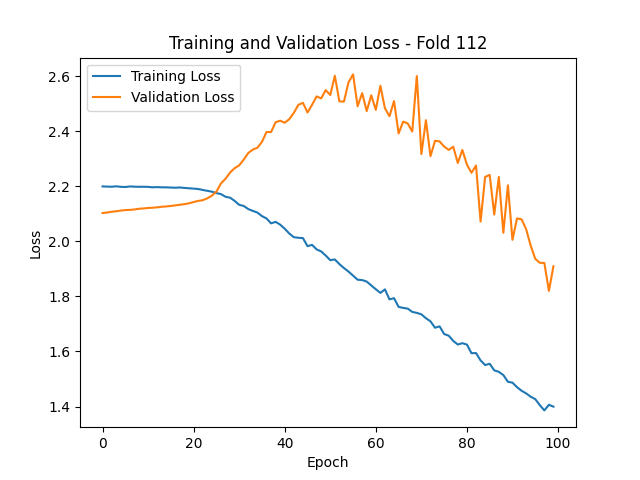 Training and Validation Loss - Fold 112
Training Loss
Validation Loss
2.6
2.4
2.2
2.0
1.8
1.6
1.4
Loss
0 20 40 60 80 100
Epoch